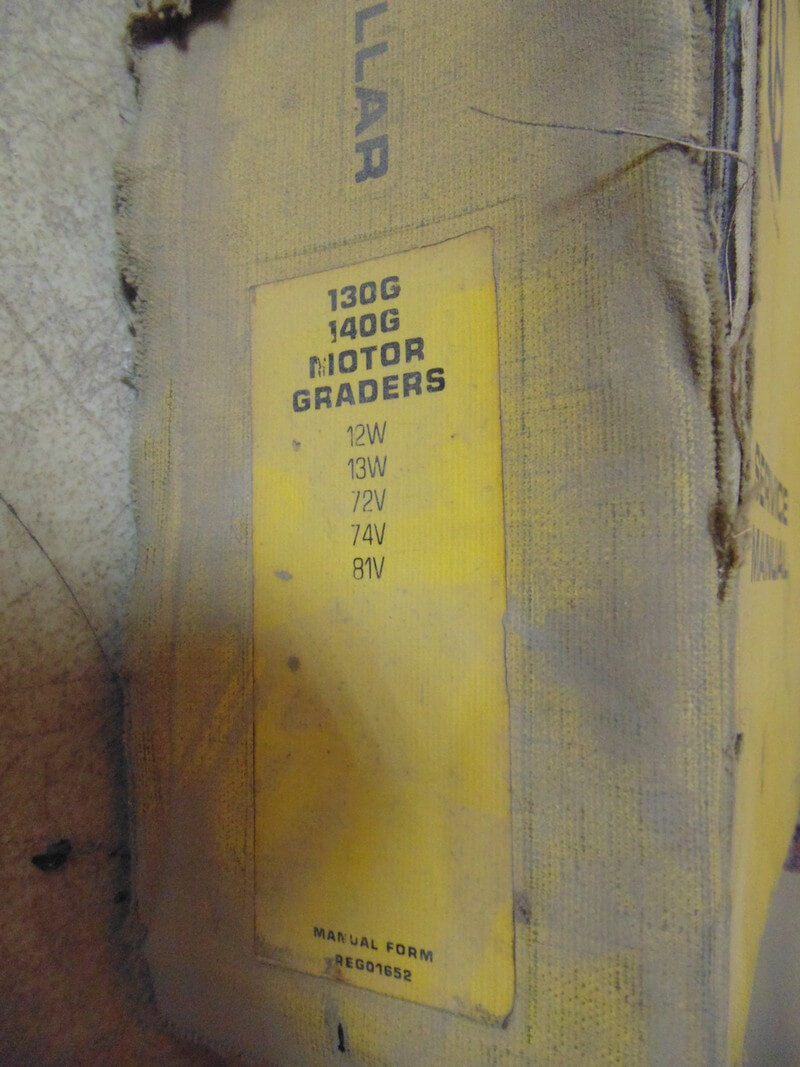 LLAR
130G
140G
MOTOR
GRADERS
12W
13W
72V
74V
81V
MANUAL FORM
REG01652
SERVICE
MANUAL